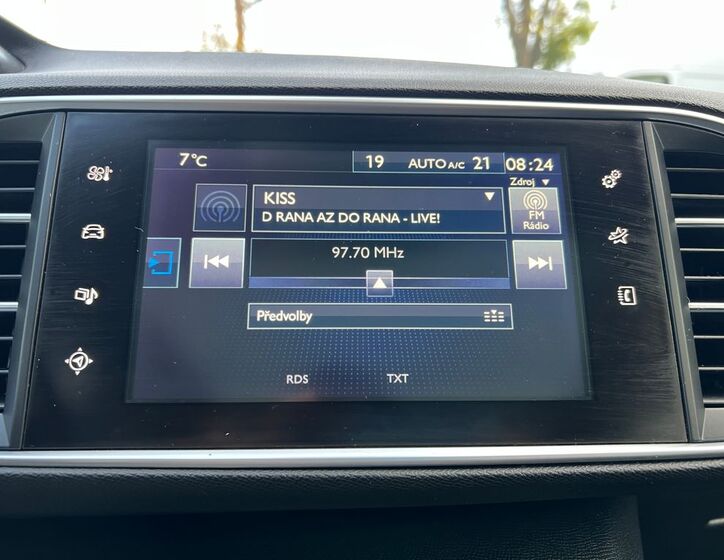 7°C
19 AUTO A/C 21 08:24
Zdroj
KISS
D RANA AZ DO RANA - LIVE!
FM
Rádio
97.70 MHz
Předvolby
RDS TXT